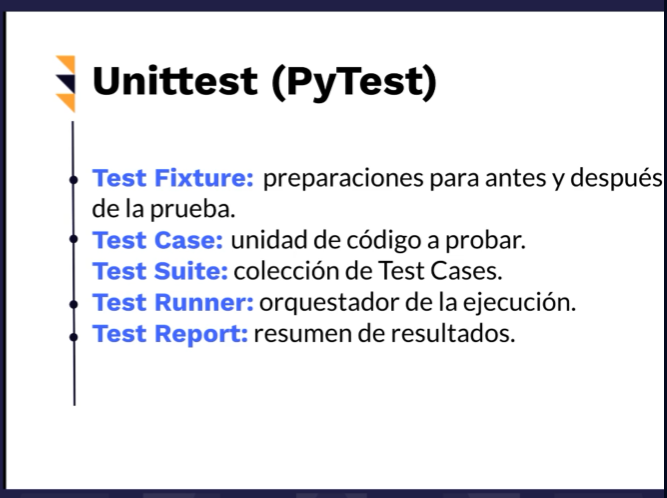 Unittest (PyTest)
Test Fixture: preparaciones para antes y después
de la prueba.
Test Case: unidad de código a probar.
Test Suite: colección de Test Cases.
Test Runner: orquestador de la ejecución.
Test Report: resumen de resultados.